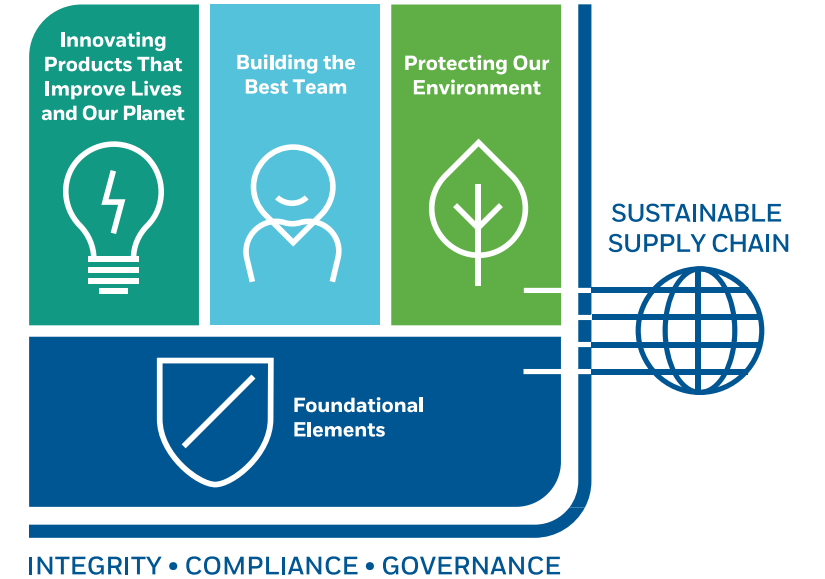 Innovating
Products That
Improve Lives
and Our Planet
Building the
Best Team
Protecting Our
Environment
SUSTAINABLE
SUPPLY CHAIN
Foundational
Elements
INTEGRITY • COMPLIANCE • GOVERNANCE